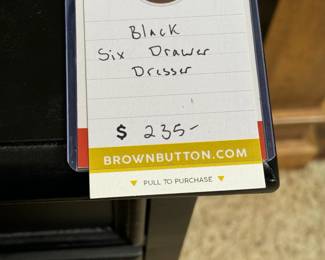 Black
Six Drawer
Dresser
$ 235-
BROWNBUTTON.COM
▼ PULL TO PURCHASE ▼